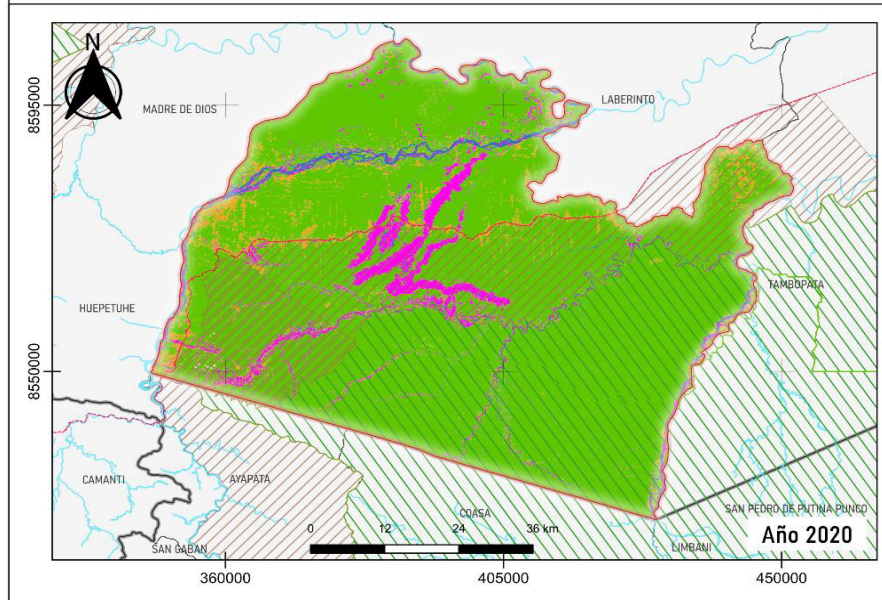 N
8595000
MADRE DE DIOS
LABERINTO
HUEPETUHE
TAMBOPATA
8550000
CAMANTI
AYAPATA
COASA
SAN PEDRO DE PUTINA PUNCO
SAN GABAN
0 12 24 36 km
LIMBANI
Año 2020
360000 405000 450000